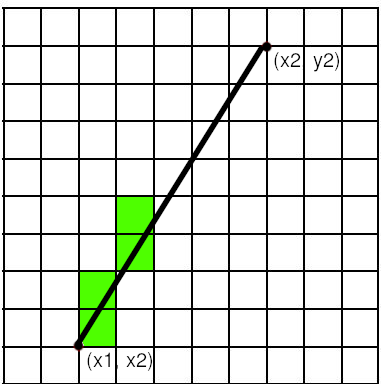 (x2 y2)
(x1, x2)